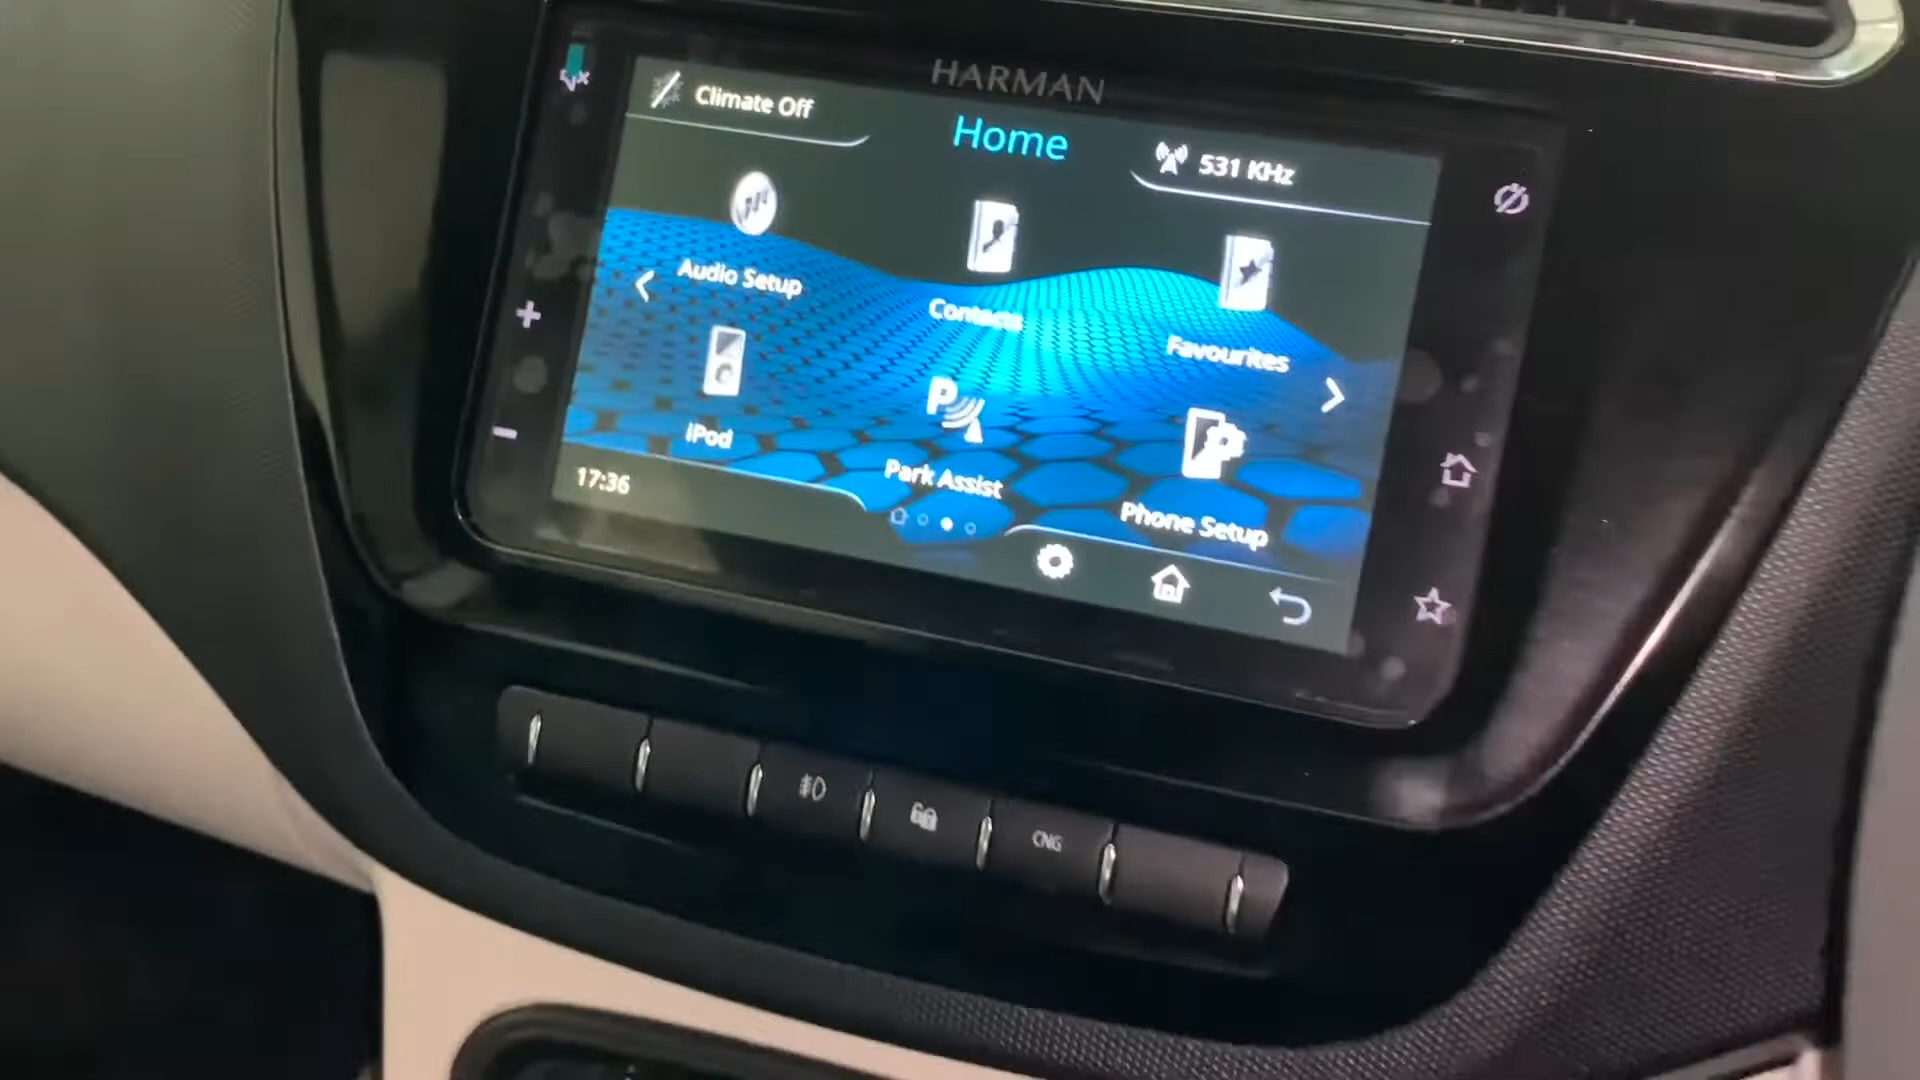 HARMAN
Climate Off
Home
531 KHz
Audio Setup
Contacts
Favourites
iPod
Park Assist
Phone Setup
17:36
CNG